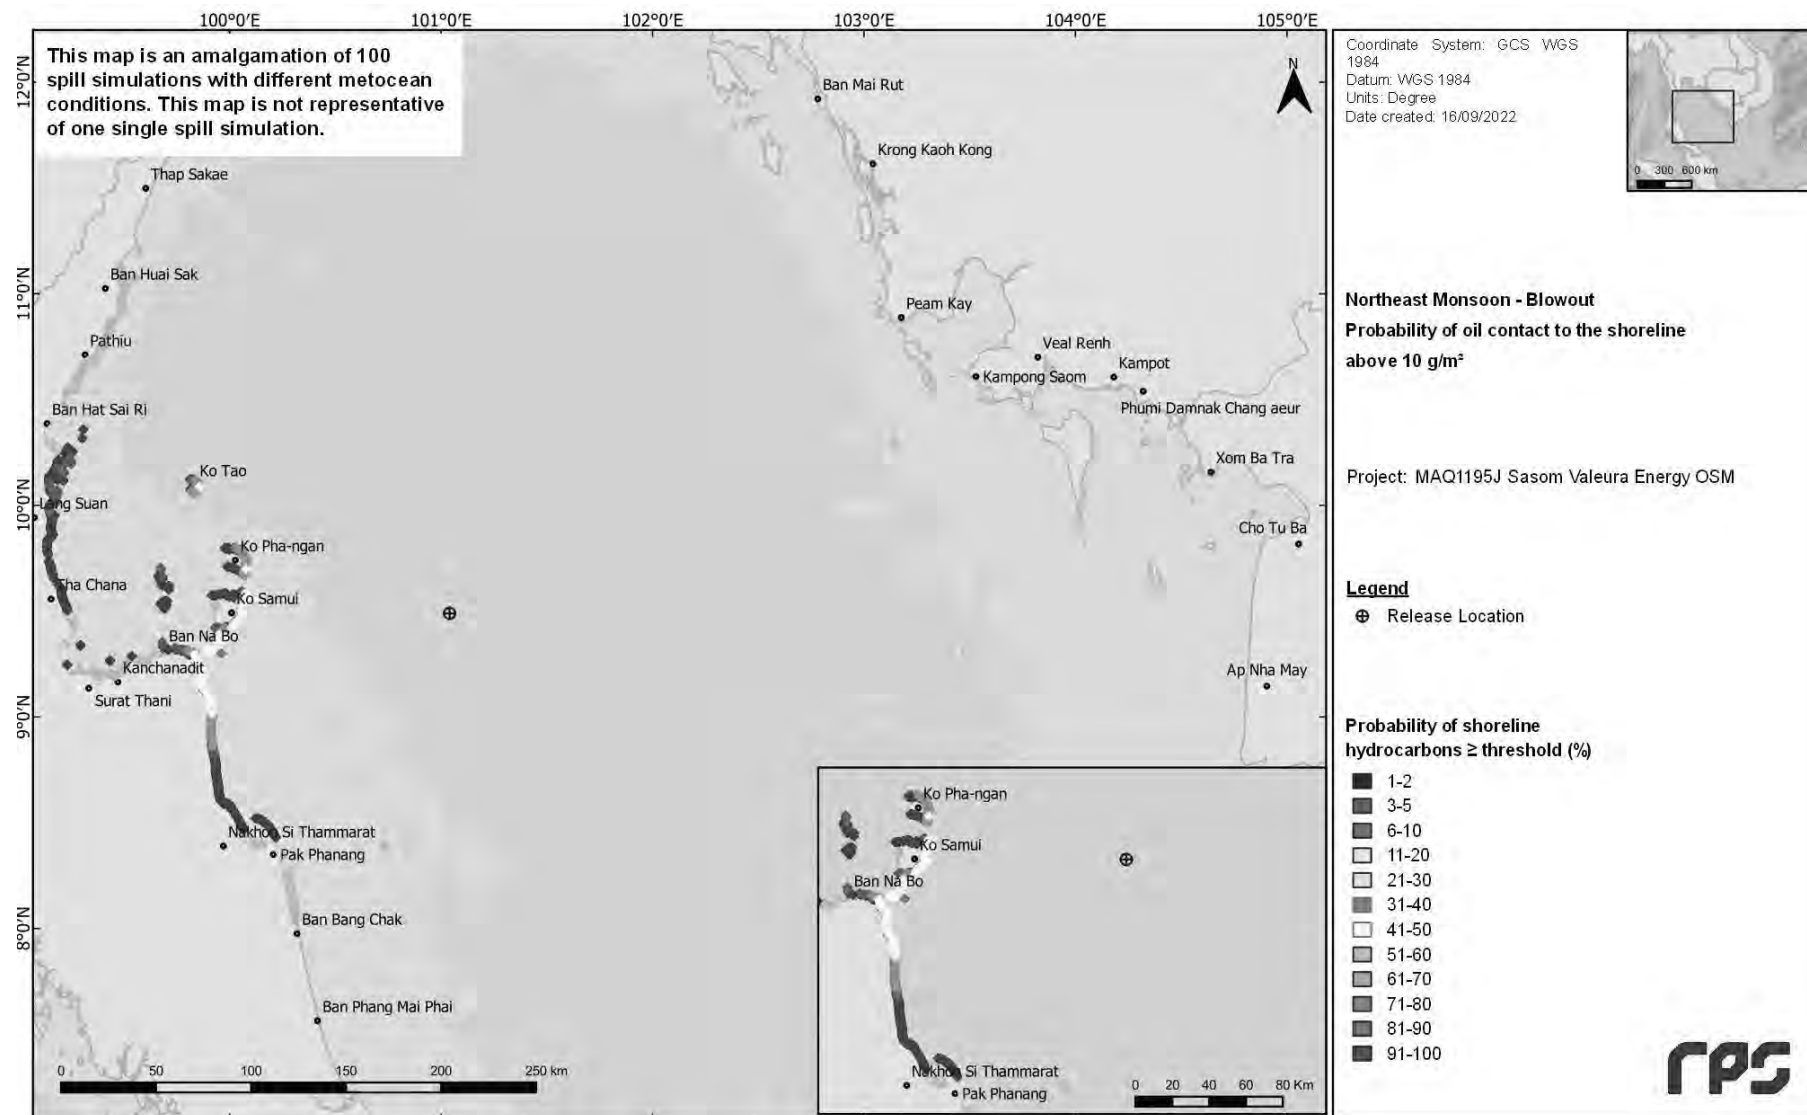 100°0'E
101°0'E
102°0'E
103°0'E
104°0'E
105°0'E
12°0'N
11°0'N
10°0'N
9°0'N
8°0'N
This map is an amalgamation of 100
spill simulations with different metocean
conditions. This map is not representative
of one single spill simulation.
N
Ban Mai Rut
Krong Kaoh Kong
Thap Sakae
Ban Huai Sak
Peam Kay
Pathiu
Veal Renh
Kampot
Kampong Saom
Phumi Damnak Chang aeur
Ban Hat Sai Ri
Xom Ba Tra
Ko Tao
Lang Suan
Cho Tu Ba
Ko Pha-ngan
Tha Chana
Ko Samui
Ban Na Bo
Kanchanadit
Ap Nha May
Surat Thani
Nakhon Si Thammarat
Pak Phanang
Ban Bang Chak
Ban Phang Mai Phai
0 50 100 150 200 250 km
Ko Pha-ngan
Ko Samui
Ban Na Bo
Nakhon Si Thammarat
Pak Phanang
0 20 40 60 80 Km
Coordinate System: GCS WGS
1984
Datum: WGS 1984
Units: Degree
Date created: 16/09/2022
0 300 600 km
Northeast Monsoon - Blowout
Probability of oil contact to the shoreline
above 10 g/m²
Project: MAQ1195J Sasom Valeura Energy OSM
Legend
Release Location
Probability of shoreline
hydrocarbons ≥ threshold (%)
1-2
3-5
6-10
11-20
21-30
31-40
41-50
51-60
61-70
71-80
81-90
91-100
rps